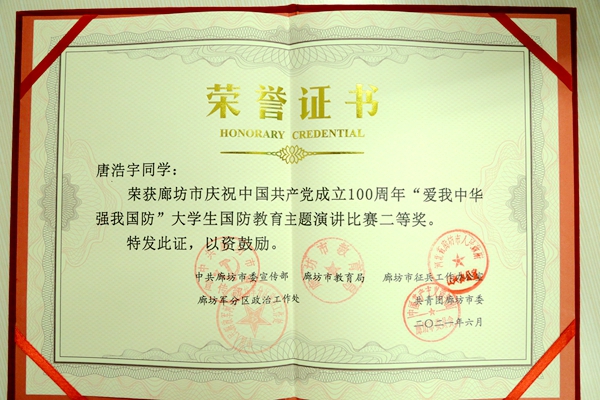 荣誉证书
HONORARY CREDENTIAL
唐浩宇同学：
荣获廊坊市庆祝中国共产党成立100周年“爱我中华
强我国防”大学生国防教育主题演讲比赛二等奖。
特发此证，以资鼓励。
中共廊坊市委宣传部 廊坊市教育局 廊坊市征兵工作办公室
廊坊军分区政治工作处 共青团廊坊市委
二〇二一年六月